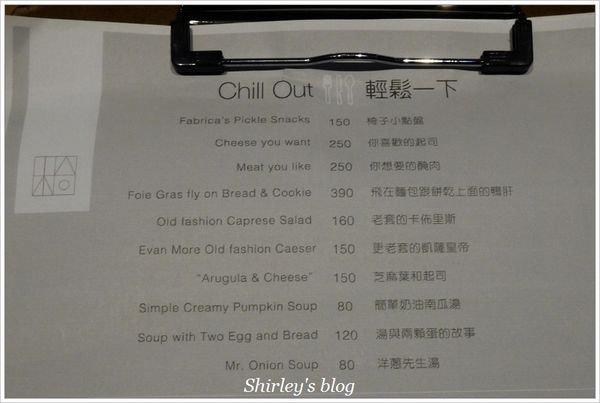 Chill Out 輕鬆一下
Fabrica's Pickle Snacks 150 椅子小點盤
Cheese you want 250 你喜歡的起司
Meat you like 250 你想要的醃肉
Foie Gras fly on Bread & Cookie 390 飛在麵包跟餅乾上面的鴨肝
Old fashion Caprese Salad 160 老套的卡佈里斯
Evan More Old fashion Caeser 150 更老套的凱薩皇帝
"Arugula & Cheese" 150 芝麻葉和起司
Simple Creamy Pumpkin Soup 80 簡單奶油南瓜湯
Soup with Two Egg and Bread 120 湯與兩顆蛋的故事
Mr. Onion Soup 80 洋蔥先生湯
Shirley's blog